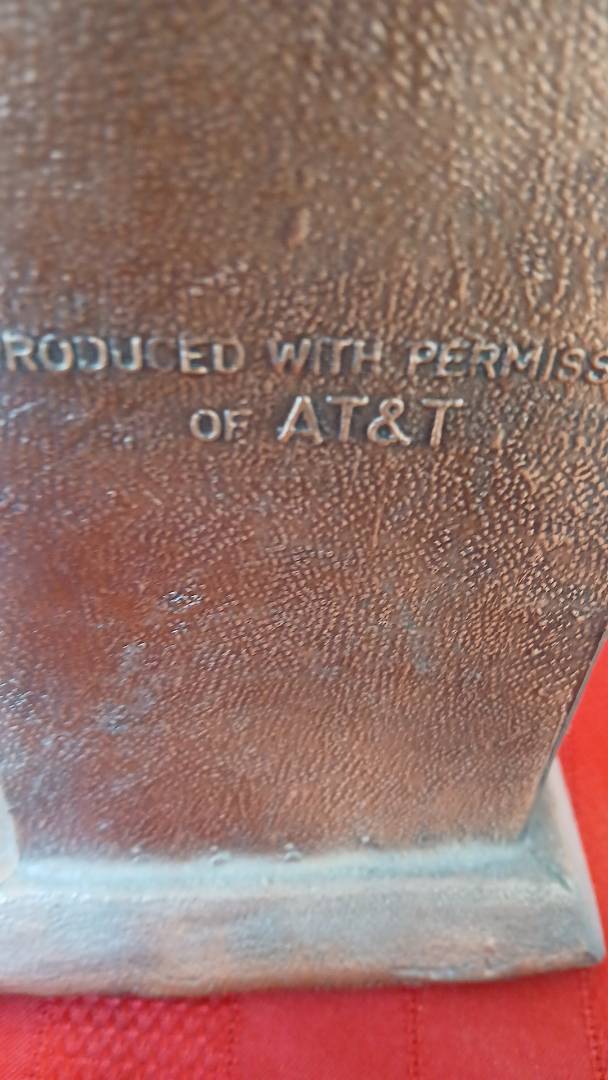 RODUCED WITH PERMISS
OF AT&T